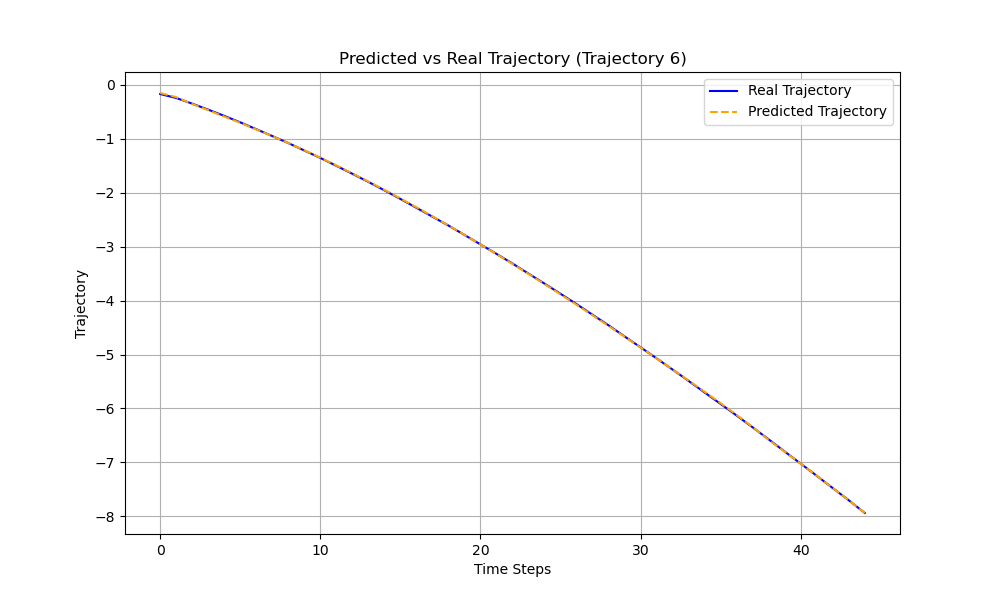 Predicted vs Real Trajectory (Trajectory 6)
Real Trajectory
Predicted Trajectory
Trajectory
0
−1
−2
−3
−4
−5
−6
−7
−8
0 10 20 30 40
Time Steps